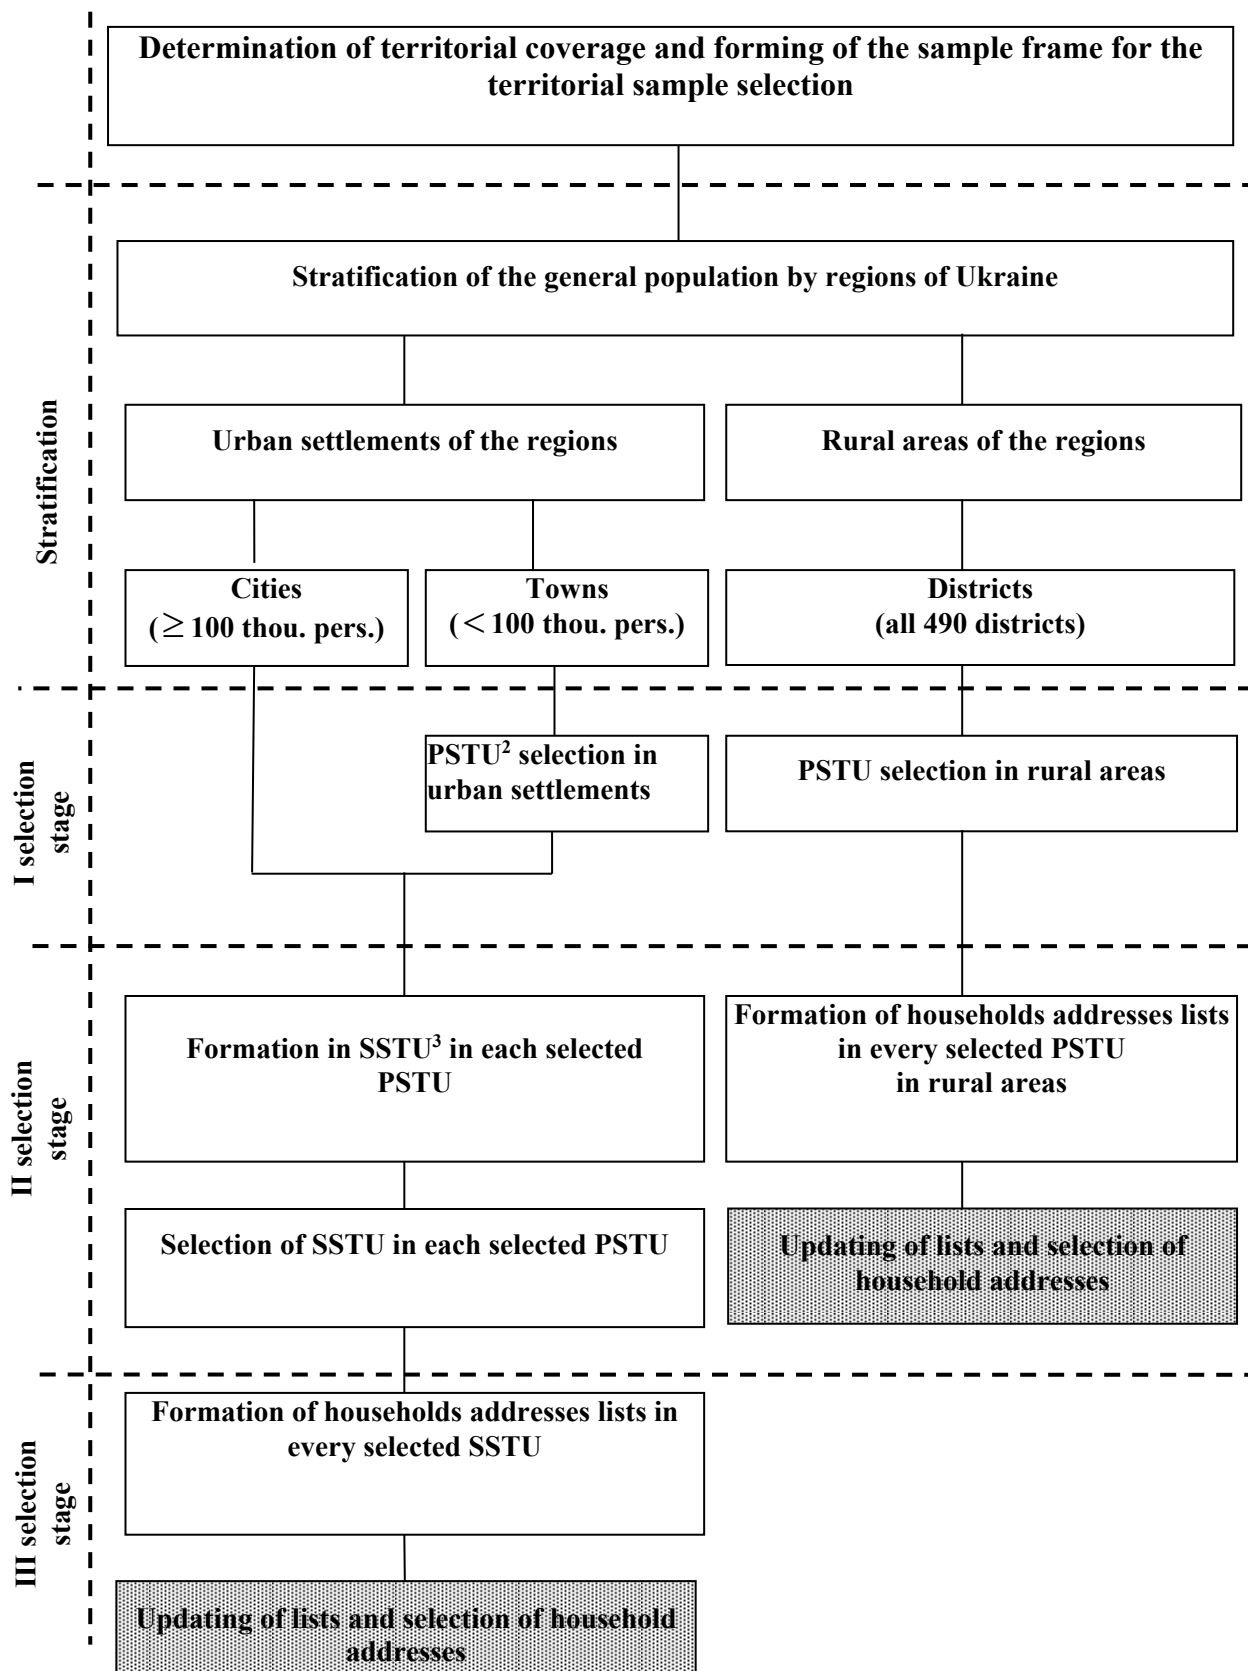 Determination of territorial coverage and forming of the sample frame for the
territorial sample selection
Stratification of the general population by regions of Ukraine
Stratification
Urban settlements of the regions
Rural areas of the regions
Cities
(≥ 100 thou. pers.)
Towns
(< 100 thou. pers.)
Districts
(all 490 districts)
I selection
stage
PSTU² selection in
urban settlements
PSTU selection in rural areas
II selection
stage
Formation in SSTU³ in each selected
PSTU
Formation of households addresses lists
in every selected PSTU
in rural areas
Selection of SSTU in each selected PSTU
Updating of lists and selection of
household addresses
III selection
stage
Formation of households addresses lists in
every selected SSTU
Updating of lists and selection of household
addresses